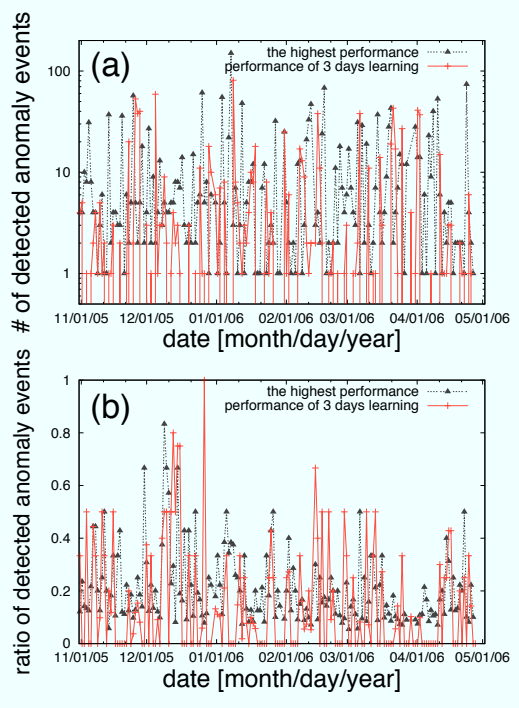 (a)
the highest performance
performance of 3 days learning
# of detected anomaly events
100
10
1
11/01/05 12/01/05 01/01/06 02/01/06 03/01/06 04/01/06 05/01/06
date [month/day/year]
(b)
the highest performance
performance of 3 days learning
ratio of detected anomaly events
1
0.8
0.6
0.4
0.2
0
11/01/05 12/01/05 01/01/06 02/01/06 03/01/06 04/01/06 05/01/06
date [month/day/year]